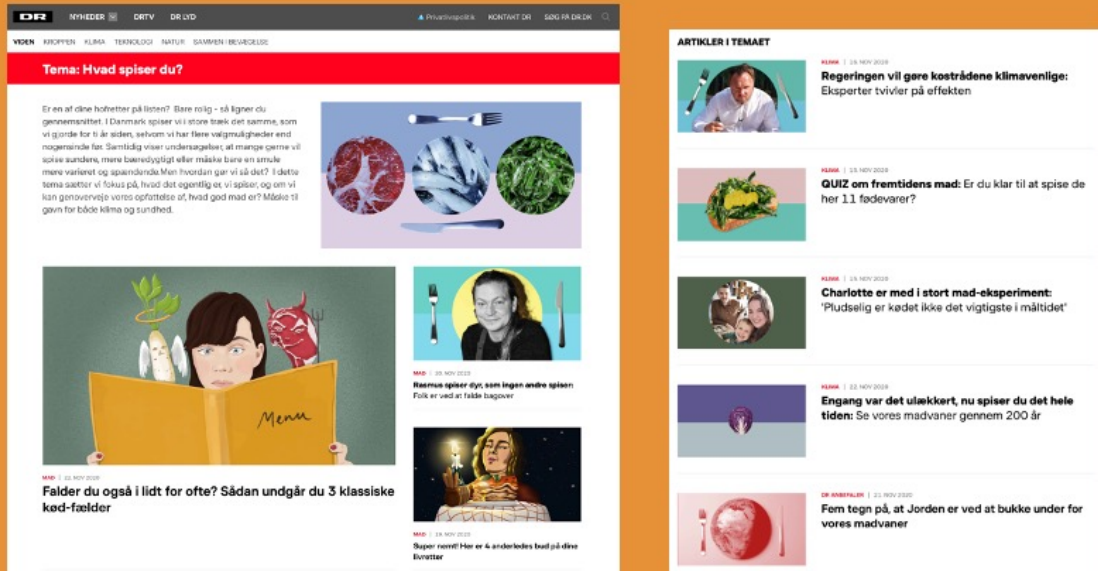 DR
NYHEDER
DRTV
DR LYD
Privatlivspolitik
KONTAKT DR
SØG PÅ DR.DK
VIDEN
KROPPEN
KLIMA
TEKNOLOGI
NATUR
SAMMEN I BEVÆGELSE
Tema: Hvad spiser du?
Er en af dine hofretter på listen? Bare rolig - så ligner du
gennemsnittet. I Danmark spiser vi i store træk det samme, som
vi gjorde for ti år siden, selvom vi har flere valgmuligheder end
nogensinde før. Samtidig viser undersøgelser, at mange gerne vil
spise sundere, mere bæredygtigt eller måske bare en smule
mere varieret og spændende.Men hvordan gør vi så det? I dette
tema sætter vi fokus på, hvad det egentlig er, vi spiser, og om vi
kan genoverveje vores opfattelse af, hvad god mad er? Måske til
gavn for både klima og sundhed.
Menu
MAD | 22. NOV 2020
Falder du også i lidt for ofte? Sådan undgår du 3 klassiske
kød-fælder
MAD | 20. NOV 2020
Rasmus spiser dyr, som ingen andre spiser:
Folk er ved at falde bagover
MAD | 19. NOV 2020
Super nemt! Her er 4 anderledes bud på dine
livretter
ARTIKLER I TEMAET
KLIMA | NOV 2020
Regeringen vil gøre kostrådene klimavenlige:
Eksperter tvivler på effekten
KLIMA | NOV 2020
QUIZ om fremtidens mad: Er du klar til at spise de
her 11 fødevarer?
KLIMA | NOV 2020
Charlotte er med i stort mad-eksperiment:
'Pludselig er kødet ikke det vigtigste i måltidet'
KLIMA | 22. NOV 2020
Engang var det ulækkert, nu spiser du det hele
tiden: Se vores madvaner gennem 200 år
DR ANBEFALER | 21. NOV 2020
Fem tegn på, at Jorden er ved at bukke under for
vores madvaner